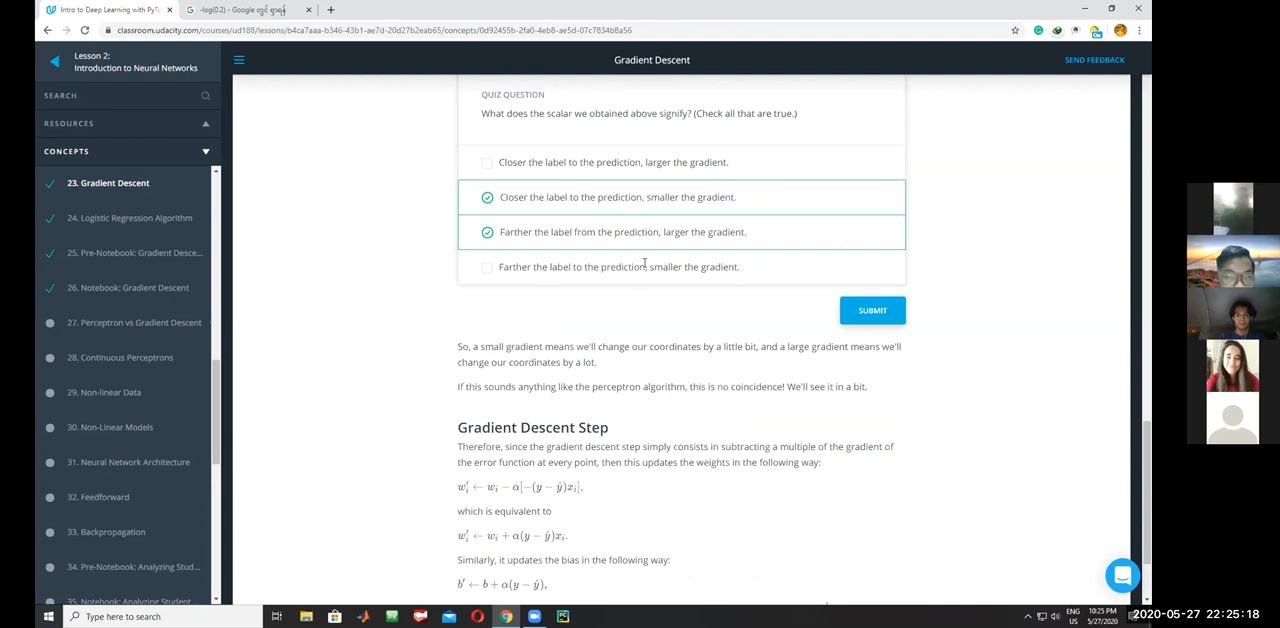 Intro to Deep Learning with PyTo
-log(0.2) - Google တွင် ရှာရန်
classroom.udacity.com/courses/ud188/lessons/b4ca7aaa-b346-43b1-ae7d-20d27b2eab65/concepts/0d92455b-2fa0-4eb8-ae5d-07c7834b8a56
Lesson 2:
Introduction to Neural Networks
Gradient Descent
SEND FEEDBACK
SEARCH
RESOURCES
CONCEPTS
23. Gradient Descent
24. Logistic Regression Algorithm
25. Pre-Notebook: Gradient Desce...
26. Notebook: Gradient Descent
27. Perceptron vs Gradient Descent
28. Continuous Perceptrons
29. Non-linear Data
30. Non-Linear Models
31. Neural Network Architecture
32. Feedforward
33. Backpropagation
34. Pre-Notebook: Analyzing Stud...
35. Notebook: Analyzing Student
QUIZ QUESTION
What does the scalar we obtained above signify? (Check all that are true.)
Closer the label to the prediction, larger the gradient.
Closer the label to the prediction, smaller the gradient.
Farther the label from the prediction, larger the gradient.
Farther the label to the prediction, smaller the gradient.
SUBMIT
So, a small gradient means we'll change our coordinates by a little bit, and a large gradient means we'll
change our coordinates by a lot.
If this sounds anything like the perceptron algorithm, this is no coincidence! We'll see it in a bit.
Gradient Descent Step
Therefore, since the gradient descent step simply consists in subtracting a multiple of the gradient of
the error function at every point, then this updates the weights in the following way:
w′ᵢ ← wᵢ − α[−(y − ŷ)xᵢ],
which is equivalent to
w′ᵢ ← wᵢ + α(y − ŷ)xᵢ.
Similarly, it updates the bias in the following way:
b′ ← b + α(y − ŷ),
Type here to search
ENG
US
10:25 PM
5/27/2020
2020-05-27 22:25:18